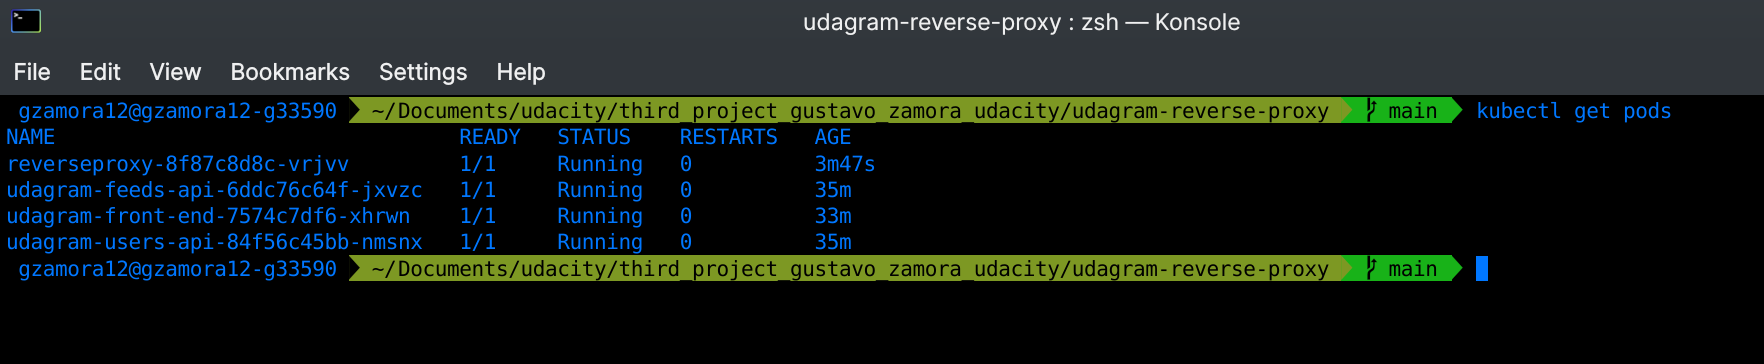 udagram-reverse-proxy : zsh — Konsole
File Edit View Bookmarks Settings Help
gzamora12@gzamora12-g33590 ~/Documents/udacity/third_project_gustavo_zamora_udacity/udagram-reverse-proxy main kubectl get pods
NAME READY STATUS RESTARTS AGE
reverseproxy-8f87c8d8c-vrjvv 1/1 Running 0 3m47s
udagram-feeds-api-6ddc76c64f-jxvzc 1/1 Running 0 35m
udagram-front-end-7574c7df6-xhrwn 1/1 Running 0 33m
udagram-users-api-84f56c45bb-nmsnx 1/1 Running 0 35m
gzamora12@gzamora12-g33590 ~/Documents/udacity/third_project_gustavo_zamora_udacity/udagram-reverse-proxy main